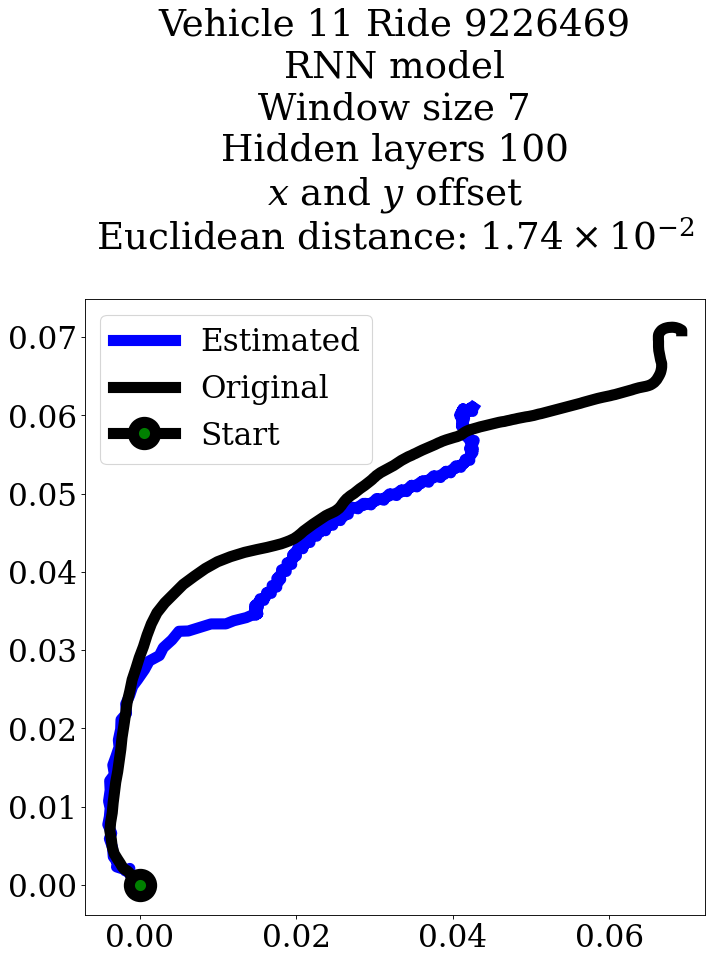 Vehicle 11 Ride 9226469
RNN model
Window size 7
Hidden layers 100
x and y offset
Euclidean distance: 1.74 × 10⁻²
Estimated
Original
Start
0.07
0.06
0.05
0.04
0.03
0.02
0.01
0.00
0.00 0.02 0.04 0.06